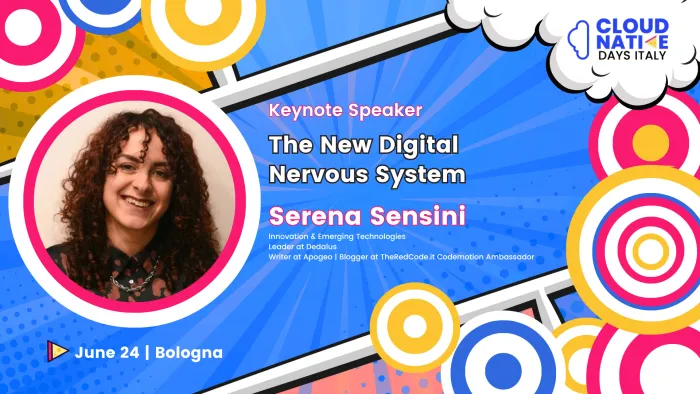 CLOUD
NATIVE
DAYS ITALY
Keynote Speaker
The New Digital
Nervous System
Serena Sensini
Innovation & Emerging Technologies
Leader at Dedalus
Writer at Apogeo | Blogger at TheRedCode.it Codemotion Ambassador
June 24 | Bologna